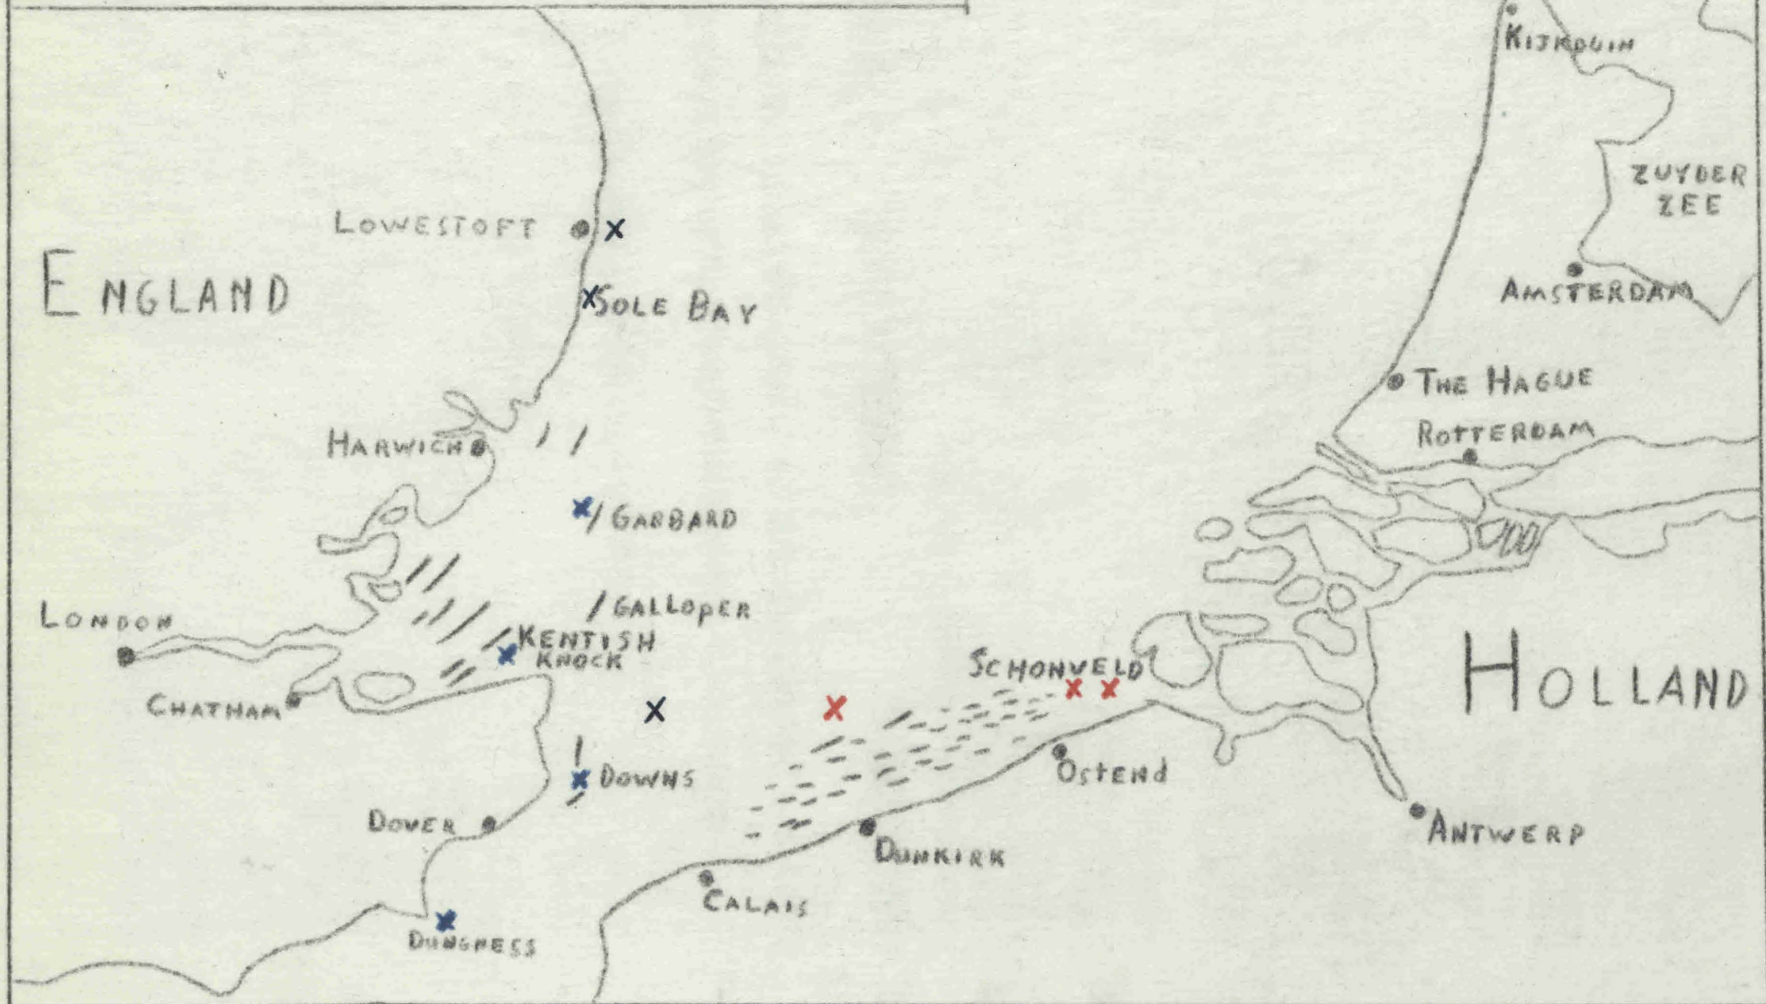 KIJKDUIN
ZUYDER
ZEE
LOWESTOFT
ENGLAND
SOLE BAY
AMSTERDAM
THE HAGUE
ROTTERDAM
HARWICH
GABBARD
GALLOPER
LONDON
KENTISH
KNOCK
SCHONVELD
HOLLAND
CHATHAM
DOWNS
OSTEND
DOVER
ANTWERP
DUNKIRK
CALAIS
DUNGNESS